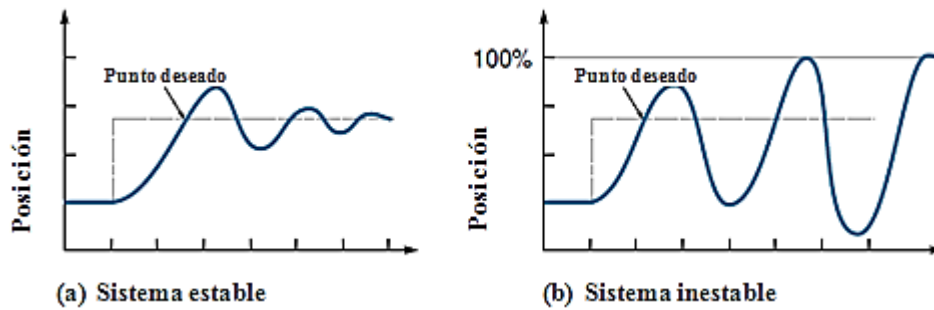 Posición
Punto deseado
(a) Sistema estable
Posición
100%
Punto deseado
(b) Sistema inestable